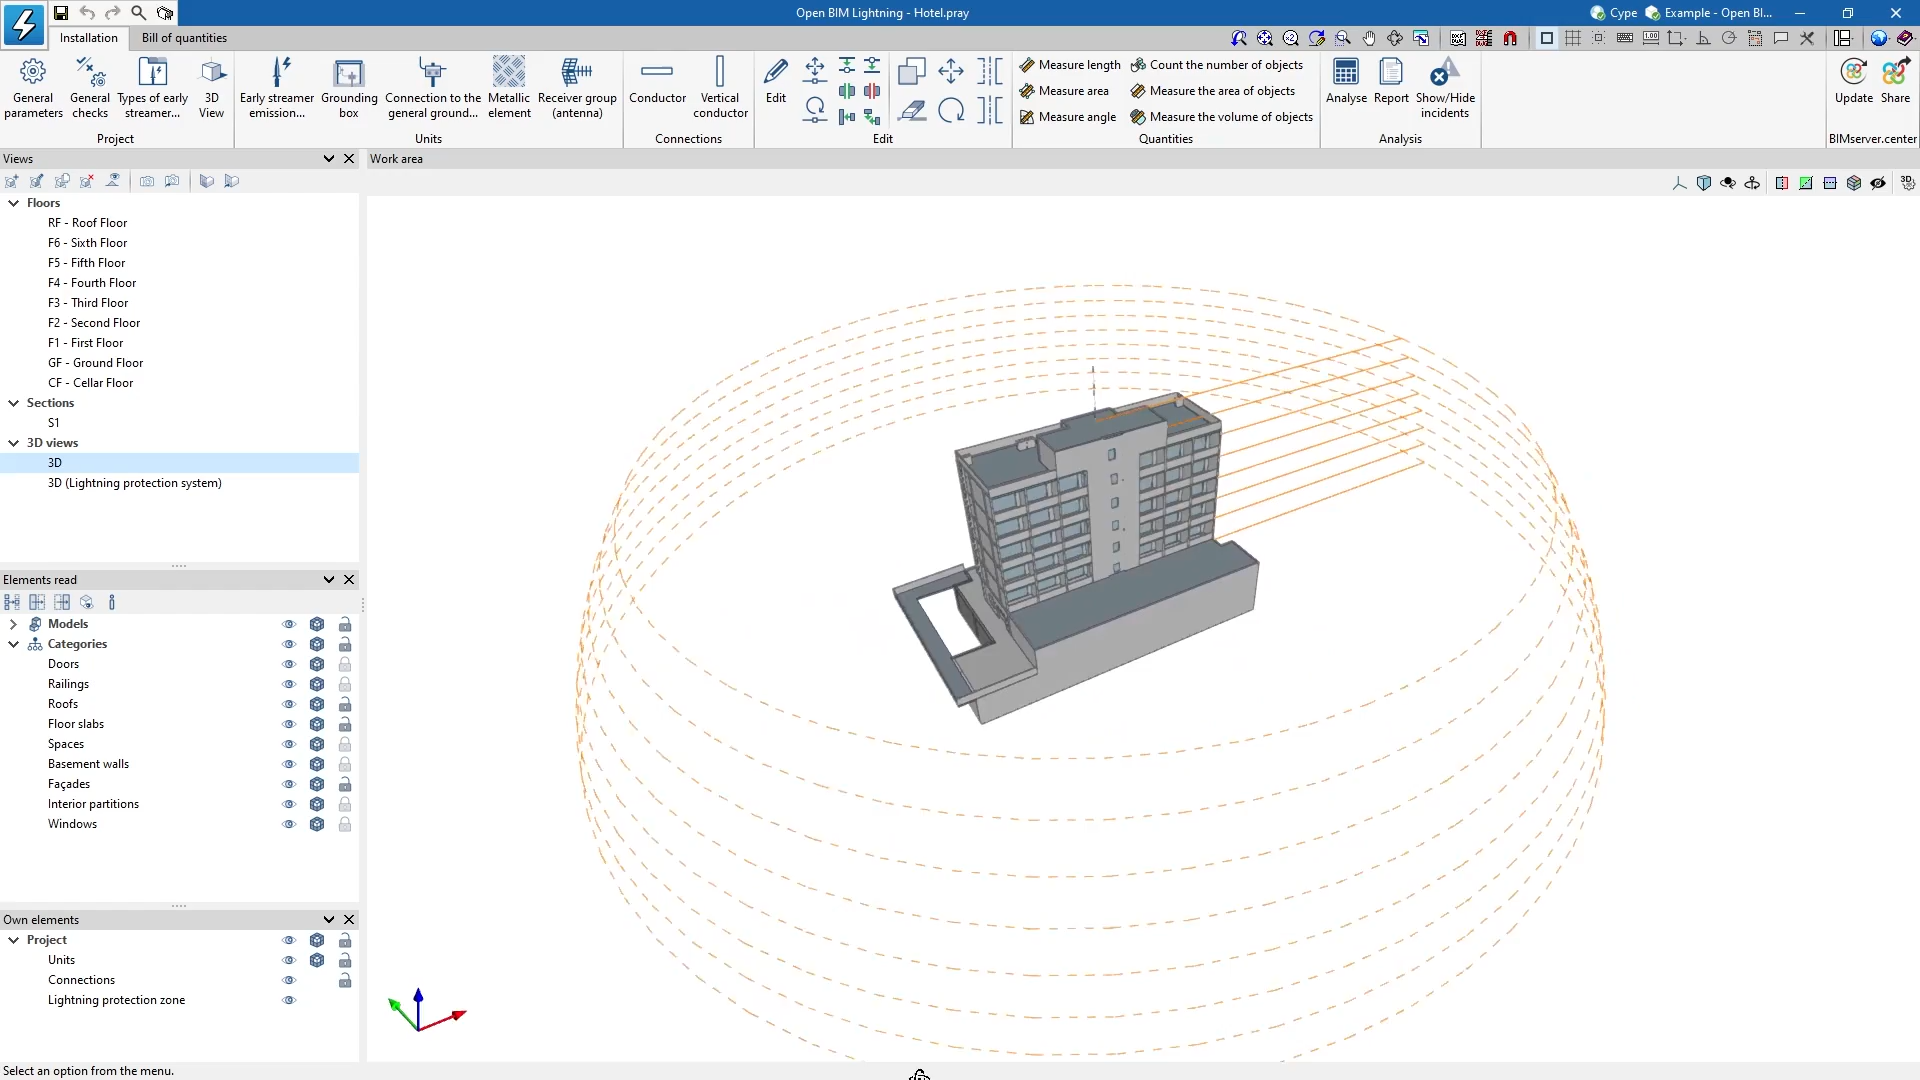 Open BIM Lightning - Hotel.pray
Cype
Example - Open BI...
Installation
Bill of quantities
General parameters
General checks
Types of early streamer...
3D View
Project
Early streamer emission...
Grounding box
Connection to the general ground...
Metallic element
Receiver group (antenna)
Units
Conductor
Vertical conductor
Connections
Edit
Edit
Measure length
Measure area
Measure angle
Count the number of objects
Measure the area of objects
Measure the volume of objects
Quantities
Analyse
Report
Show/Hide incidents
Analysis
Update
Share
BIMserver.center
Views
Work area
Floors
RF - Roof Floor
F6 - Sixth Floor
F5 - Fifth Floor
F4 - Fourth Floor
F3 - Third Floor
F2 - Second Floor
F1 - First Floor
GF - Ground Floor
CF - Cellar Floor
Sections
S1
3D views
3D
3D (Lightning protection system)
Elements read
Models
Categories
Doors
Railings
Roofs
Floor slabs
Spaces
Basement walls
Façades
Interior partitions
Windows
Own elements
Project
Units
Connections
Lightning protection zone
Select an option from the menu.